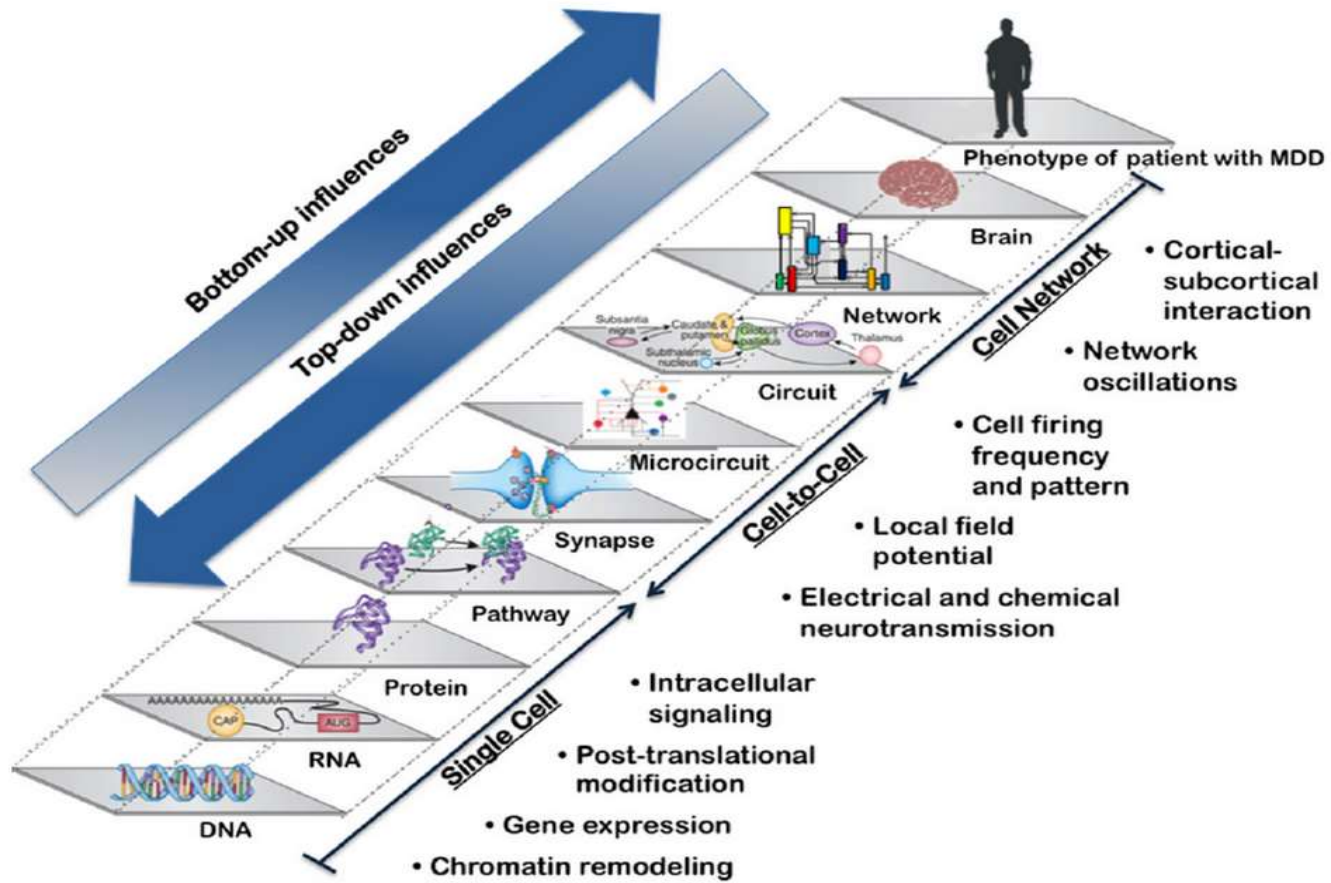 Bottom-up influences
Top-down influences
Phenotype of patient with MDD
Brain
Network
Substantia
nigra
Caudate &
putamen
Globus
pallidus
Cortex
Thalamus
Subthalamic
nucleus
Circuit
Microcircuit
Synapse
Pathway
Protein
AAAAAAAAAAAAAAAAA
CAP
AUG
RNA
DNA
Cell Network
Cell-to-Cell
Single Cell
• Cortical-
subcortical
interaction
• Network
oscillations
• Cell firing
frequency
and pattern
• Local field
potential
• Electrical and chemical
neurotransmission
• Intracellular
signaling
• Post-translational
modification
• Gene expression
• Chromatin remodeling